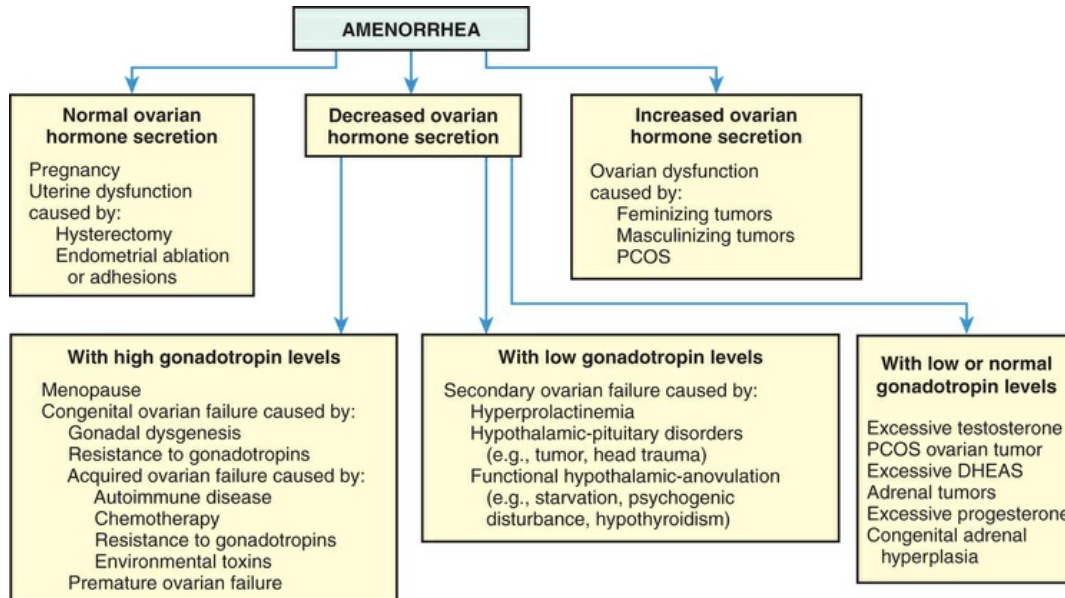 AMENORRHEA
Normal ovarian
hormone secretion
Pregnancy
Uterine dysfunction
caused by:
Hysterectomy
Endometrial ablation
or adhesions
Decreased ovarian
hormone secretion
Increased ovarian
hormone secretion
Ovarian dysfunction
caused by:
Feminizing tumors
Masculinizing tumors
PCOS
With high gonadotropin levels
Menopause
Congenital ovarian failure caused by:
Gonadal dysgenesis
Resistance to gonadotropins
Acquired ovarian failure caused by:
Autoimmune disease
Chemotherapy
Resistance to gonadotropins
Environmental toxins
Premature ovarian failure
With low gonadotropin levels
Secondary ovarian failure caused by:
Hyperprolactinemia
Hypothalamic-pituitary disorders
(e.g., tumor, head trauma)
Functional hypothalamic-anovulation
(e.g., starvation, psychogenic
disturbance, hypothyroidism)
With low or normal
gonadotropin levels
Excessive testosterone
PCOS ovarian tumor
Excessive DHEAS
Adrenal tumors
Excessive progesterone
Congenital adrenal
hyperplasia